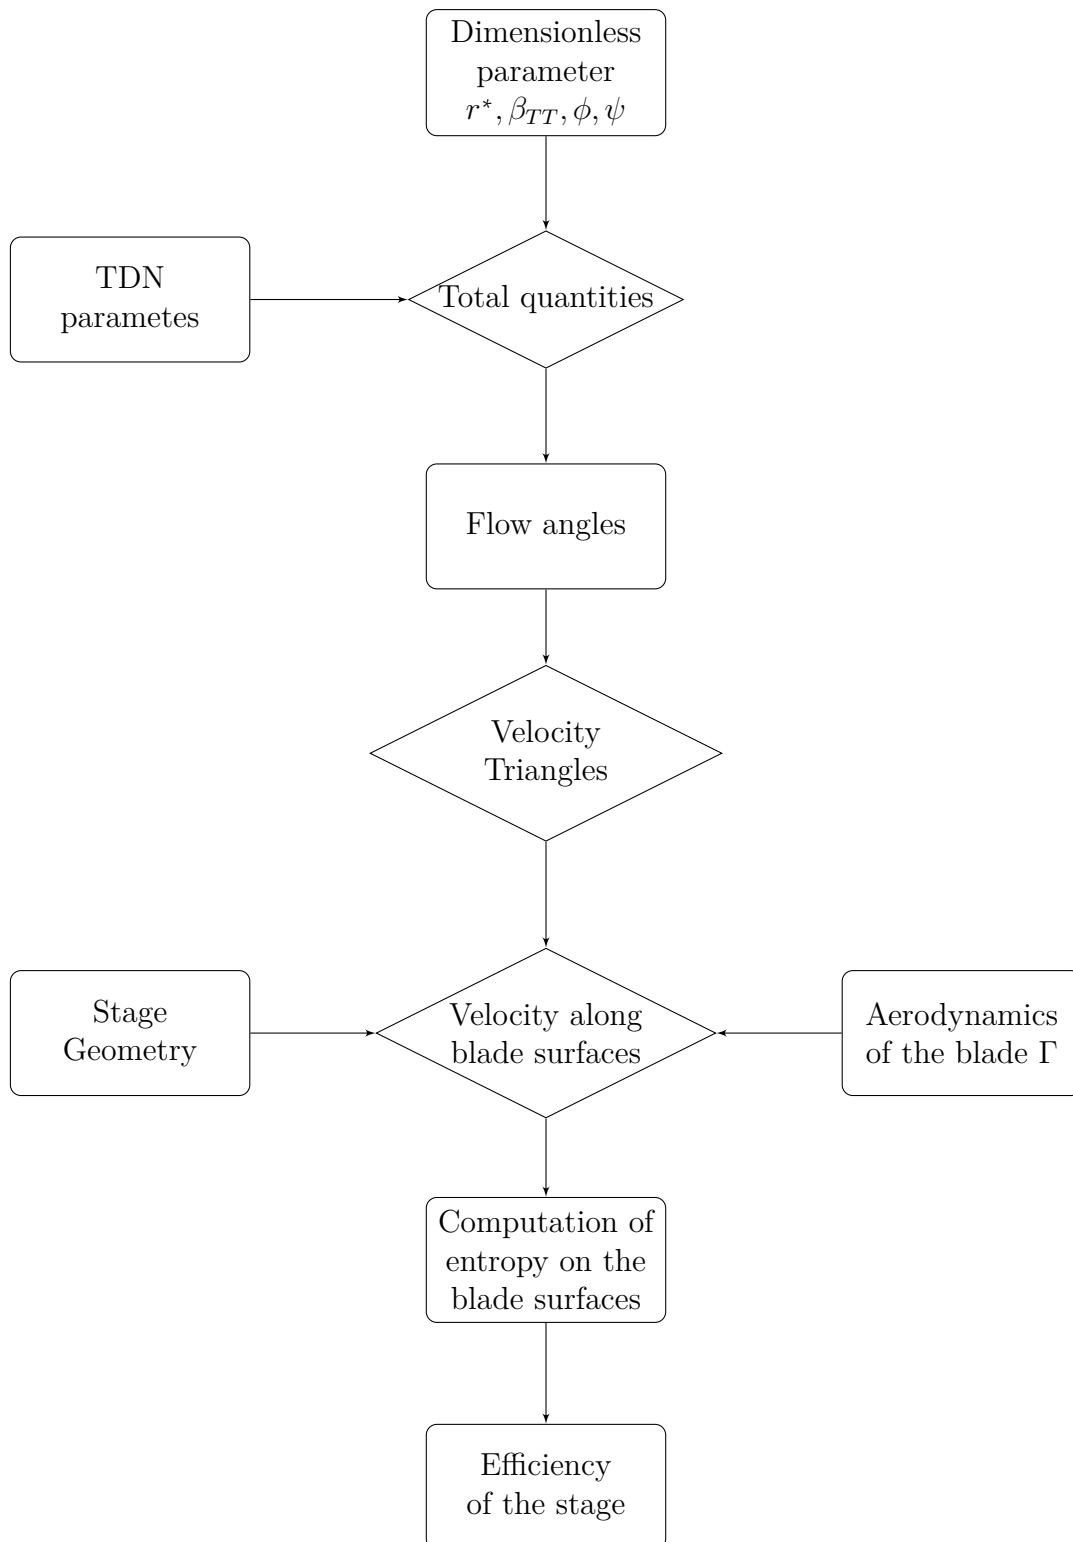 Dimensionless
parameter
r*, β_TT, ϕ, ψ
TDN
parametes
Total quantities
Flow angles
Velocity
Triangles
Stage
Geometry
Velocity along
blade surfaces
Aerodynamics
of the blade Γ
Computation of
entropy on the
blade surfaces
Efficiency
of the stage